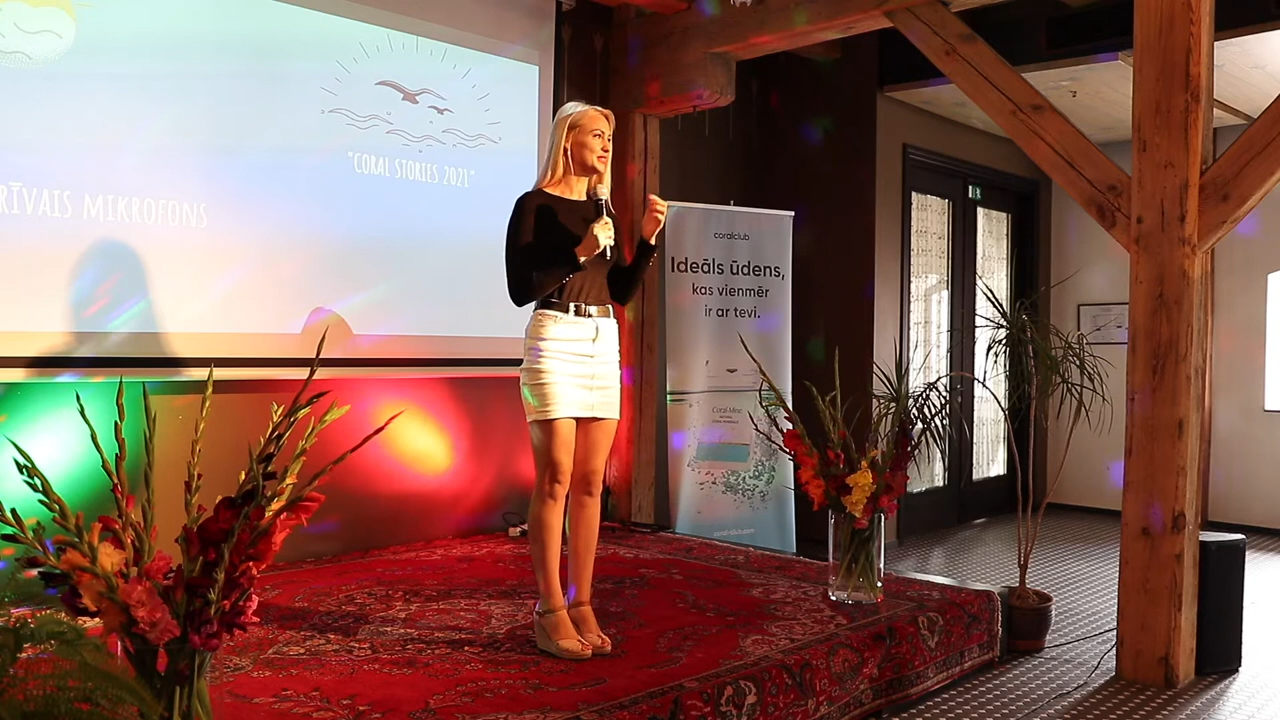 "CORAL STORIES 2021"
RĪVAIS MIKROFONS
coralclub
Ideāls ūdens,
kas vienmēr
ir ar tevi.
Coral-Mine